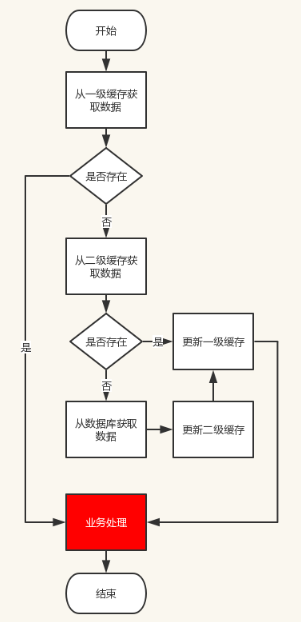 开始
从一级缓存获
取数据
是否存在
否
从二级缓存获
取数据
是否存在
是
更新一级缓存
是
否
从数据库获取
数据
更新二级缓存
业务处理
结束